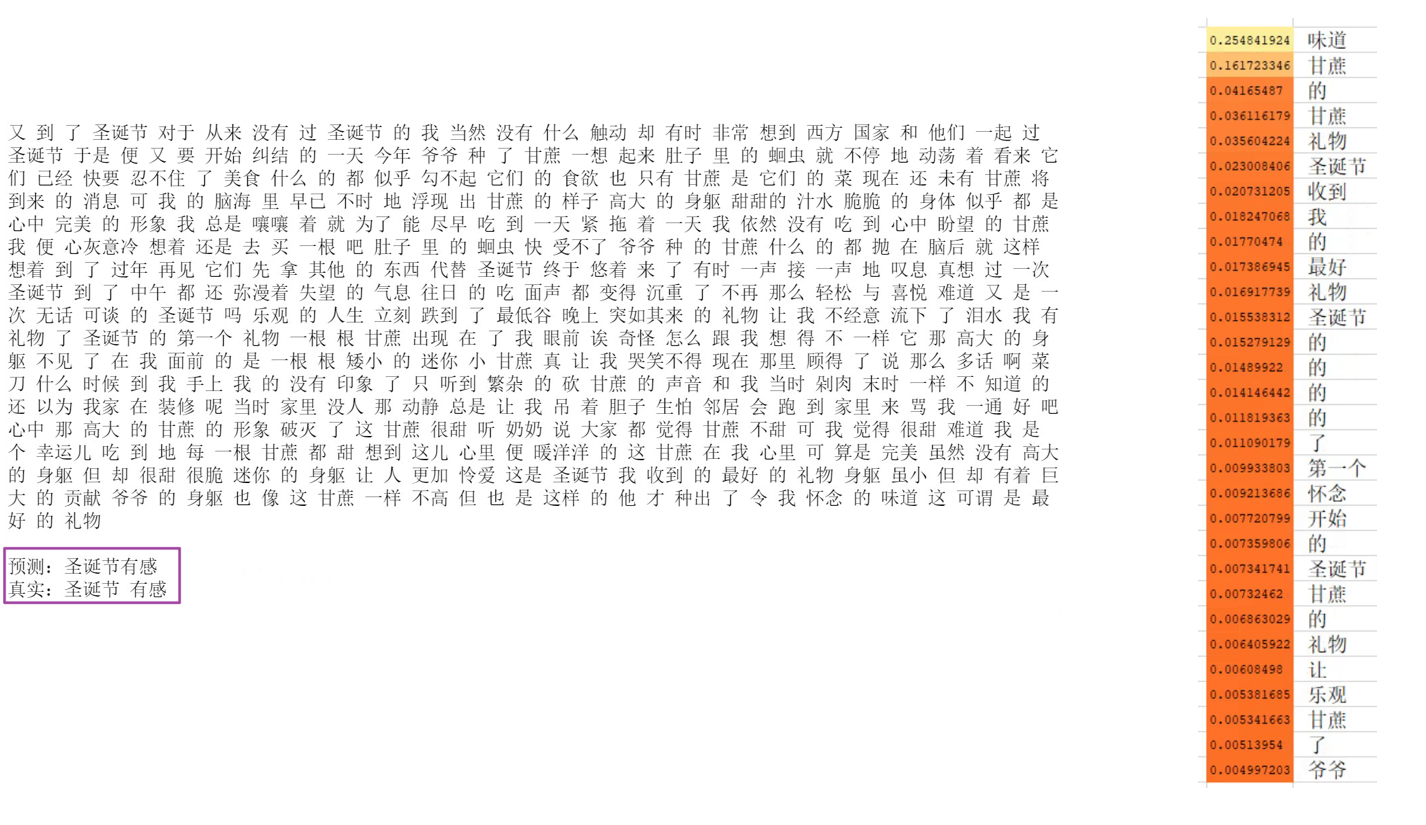 又 到 了 圣诞节 对于 从来 没有 过 圣诞节 的 我 当然 没有 什么 触动 却 有时 非常 想到 西方 国家 和 他们 一起 过
圣诞节 于是 便 又 要 开始 纠结 的 一天 今年 爷爷 种 了 甘蔗 一想 起来 肚子 里 的 蛔虫 就 不停 地 动荡 着 看来 它
们 已经 快要 忍不住 了 美食 什么 的 都 似乎 勾不起 它们 的 食欲 也 只有 甘蔗 是 它们 的 菜 现在 还 未有 甘蔗 将
到来 的 消息 可 我 的 脑海 里 早已 不时 地 浮现 出 甘蔗 的 样子 高大 的 身躯 甜甜的 汁水 脆脆 的 身体 似乎 都 是
心中 完美 的 形象 我 总是 嚷嚷 着 就 为了 能 尽早 吃 到 一天 紧 拖 着 一天 我 依然 没有 吃 到 心中 盼望 的 甘蔗
我 便 心灰意冷 想着 还是 去 买 一根 吧 肚子 里 的 蛔虫 快 受不了 爷爷 种 的 甘蔗 什么 的 都 抛 在 脑后 就 这样
想着 到 了 过年 再见 它们 先 拿 其他 的 东西 代替 圣诞节 终于 悠着 来 了 有时 一声 接 一声 地 叹息 真想 过 一次
圣诞节 到 了 中午 都 还 弥漫着 失望 的 气息 往日 的 吃 面声 都 变得 沉重 了 不再 那么 轻松 与 喜悦 难道 又 是 一
次 无话 可谈 的 圣诞节 吗 乐观 的 人生 立刻 跌到 了 最低谷 晚上 突如其来 的 礼物 让 我 不经意 流下 了 泪水 我 有
礼物 了 圣诞节 的 第一个 礼物 一根 根 甘蔗 出现 在 了 我 眼前 诶 奇怪 怎么 跟 我 想 得 不 一样 它 那 高大 的 身
躯 不见 了 在 我 面前 的 是 一根 根 矮小 的 迷你 小 甘蔗 真 让 我 哭笑不得 现在 那里 顾得 了 说 那么 多话 啊 菜
刀 什么 时候 到 我 手上 我 的 没有 印象 了 只 听到 繁杂 的 砍 甘蔗 的 声音 和 我 当时 剁肉 末时 一样 不 知道 的
还 以为 我家 在 装修 呢 当时 家里 没人 那 动静 总是 让 我 吊 着 胆子 生怕 邻居 会 跑 到 家里 来 骂 我 一通 好 吧
心中 那 高大 的 甘蔗 的 形象 破灭 了 这 甘蔗 很甜 听 奶奶 说 大家 都 觉得 甘蔗 不甜 可 我 觉得 很甜 难道 我 是
个 幸运儿 吃 到 地 每 一根 甘蔗 都 甜 想到 这儿 心里 便 暖洋洋 的 这 甘蔗 在 我 心里 可 算是 完美 虽然 没有 高大
的 身躯 但 却 很甜 很脆 迷你 的 身躯 让 人 更加 怜爱 这是 圣诞节 我 收到 的 最好 的 礼物 身躯 虽小 但 却 有着 巨
大 的 贡献 爷爷 的 身躯 也 像 这 甘蔗 一样 不高 但 也 是 这样 的 他 才 种出 了 令 我 怀念 的 味道 这 可谓 是 最
好 的 礼物
预测：圣诞节有感
真实：圣诞节 有感
0.254841924 味道
0.161723346 甘蔗
0.04165487 的
0.036116179 甘蔗
0.035604224 礼物
0.023008406 圣诞节
0.020731205 收到
0.018247068 我
0.01770474 的
0.017386945 最好
0.016917739 礼物
0.015538312 圣诞节
0.015279129 的
0.01489922 的
0.014146442 的
0.011819363 的
0.011090179 了
0.009933803 第一个
0.009213686 怀念
0.007720799 开始
0.007359806 的
0.007341741 圣诞节
0.00732462 甘蔗
0.006863029 的
0.006405922 礼物
0.00608498 让
0.005381685 乐观
0.005341663 甘蔗
0.00513954 了
0.004997203 爷爷